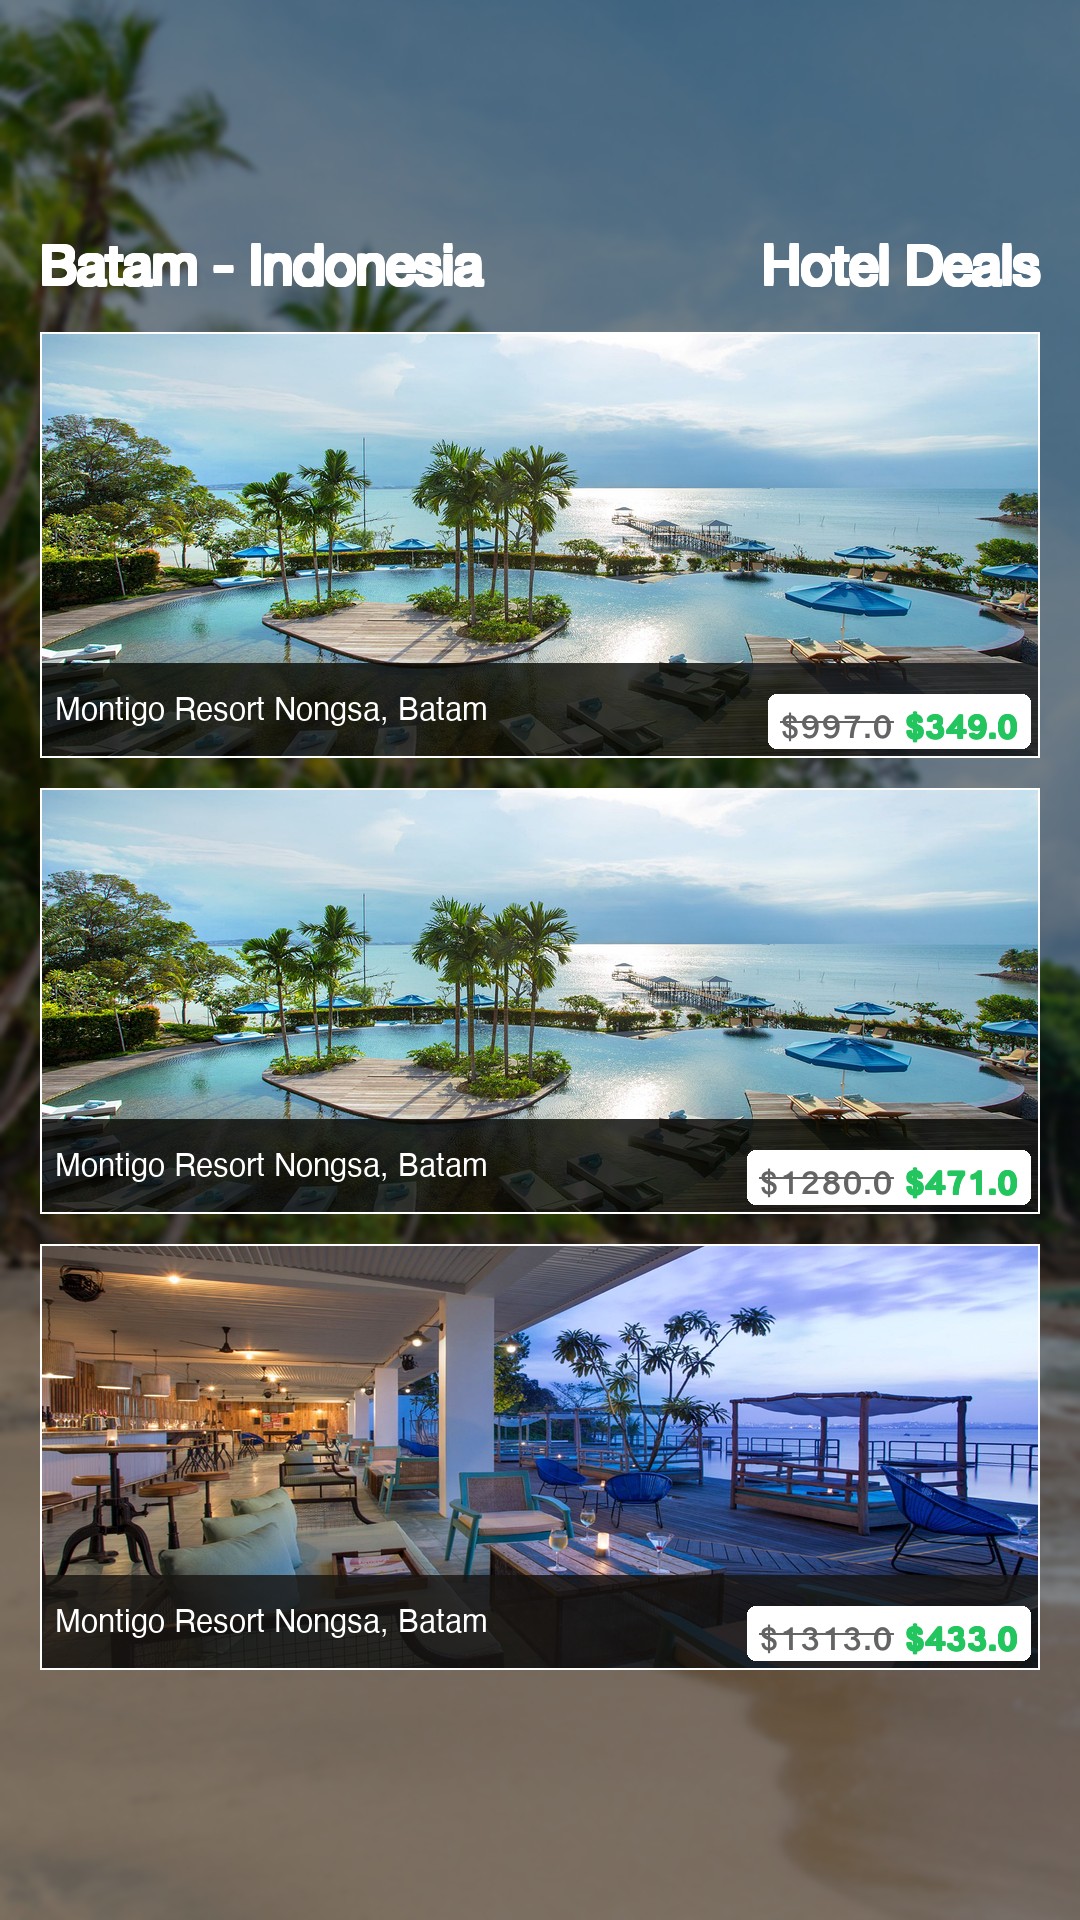 Batam - Indonesia Hotel Deals
Montigo Resort Nongsa, Batam
$997.0 $349.0
Montigo Resort Nongsa, Batam
$1280.0 $471.0
Montigo Resort Nongsa, Batam
$1313.0 $433.0